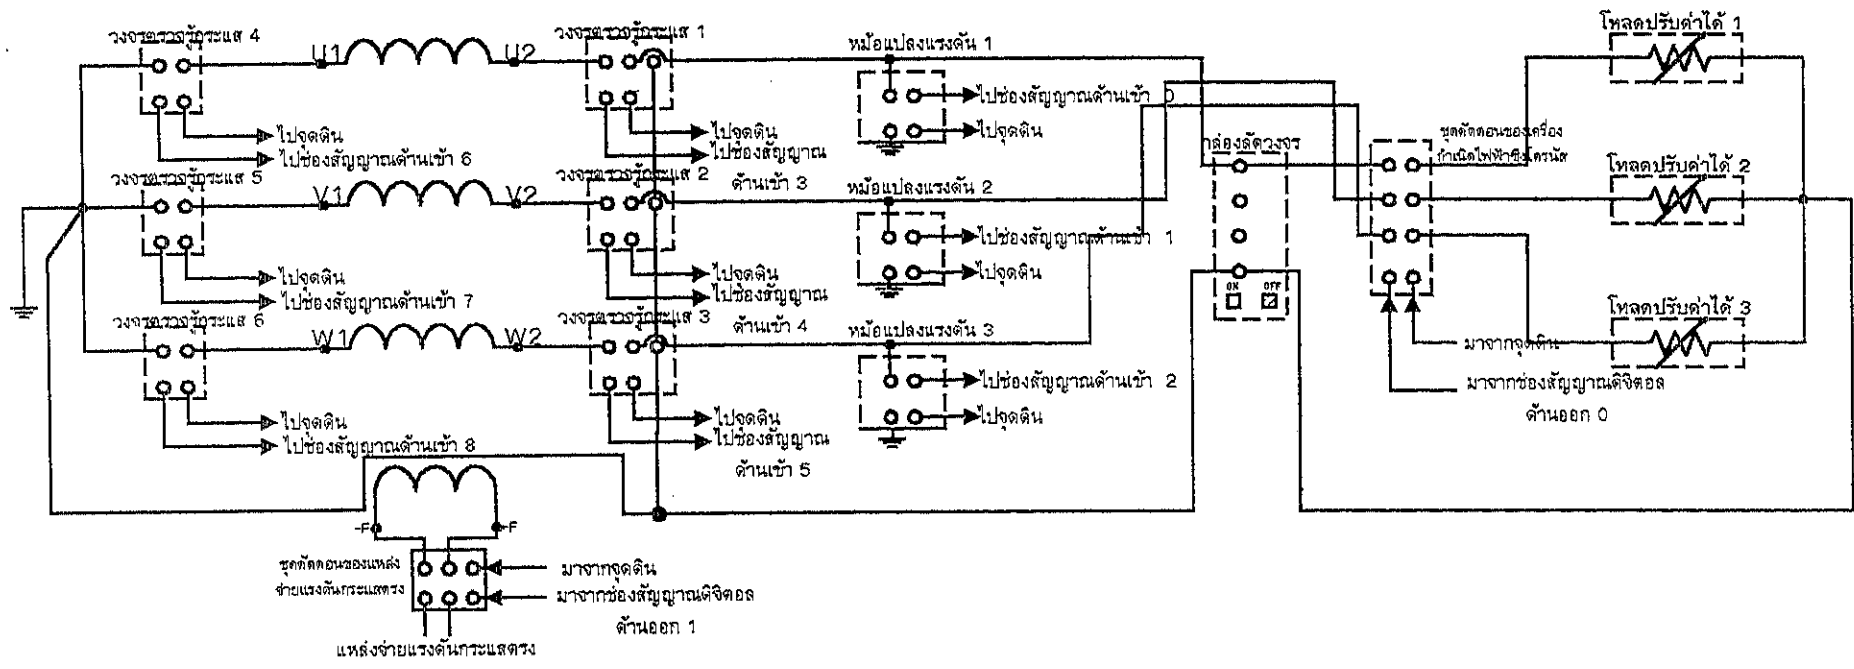 วงจรตรวจรู้กระแส 4
U1
U2
วงจรตรวจรู้กระแส 1
หม้อแปลงแรงดัน 1
โหลดปรับค่าได้ 1
ไปช่องสัญญาณด้านเข้า 0
ไปจุดดิน
ไปช่องสัญญาณด้านเข้า 6
ไปจุดดิน
ไปช่องสัญญาณ
ด้านเข้า 3
ไปจุดดิน
กล่องลัดวงจร
ชุดตัดตอนของเครื่อง
กำเนิดไฟฟ้าซิงโครนัส
วงจรตรวจรู้กระแส 5
V1
V2
วงจรตรวจรู้กระแส 2
หม้อแปลงแรงดัน 2
โหลดปรับค่าได้ 2
ไปช่องสัญญาณด้านเข้า 1
ไปจุดดิน
ไปช่องสัญญาณด้านเข้า 7
ไปจุดดิน
ไปช่องสัญญาณ
ด้านเข้า 4
ไปจุดดิน
ON OFF
วงจรตรวจรู้กระแส 6
W1
W2
วงจรตรวจรู้กระแส 3
หม้อแปลงแรงดัน 3
โหลดปรับค่าได้ 3
มาจากจุดดิน
มาจากช่องสัญญาณดิจิตอล
ด้านออก 0
ไปช่องสัญญาณด้านเข้า 2
ไปจุดดิน
ไปช่องสัญญาณด้านเข้า 8
ไปจุดดิน
ไปช่องสัญญาณ
ด้านเข้า 5
ไปจุดดิน
-F
-F
ชุดตัดตอนของแหล่ง
จ่ายแรงดันกระแสตรง
มาจากจุดดิน
มาจากช่องสัญญาณดิจิตอล
ด้านออก 1
แหล่งจ่ายแรงดันกระแสตรง